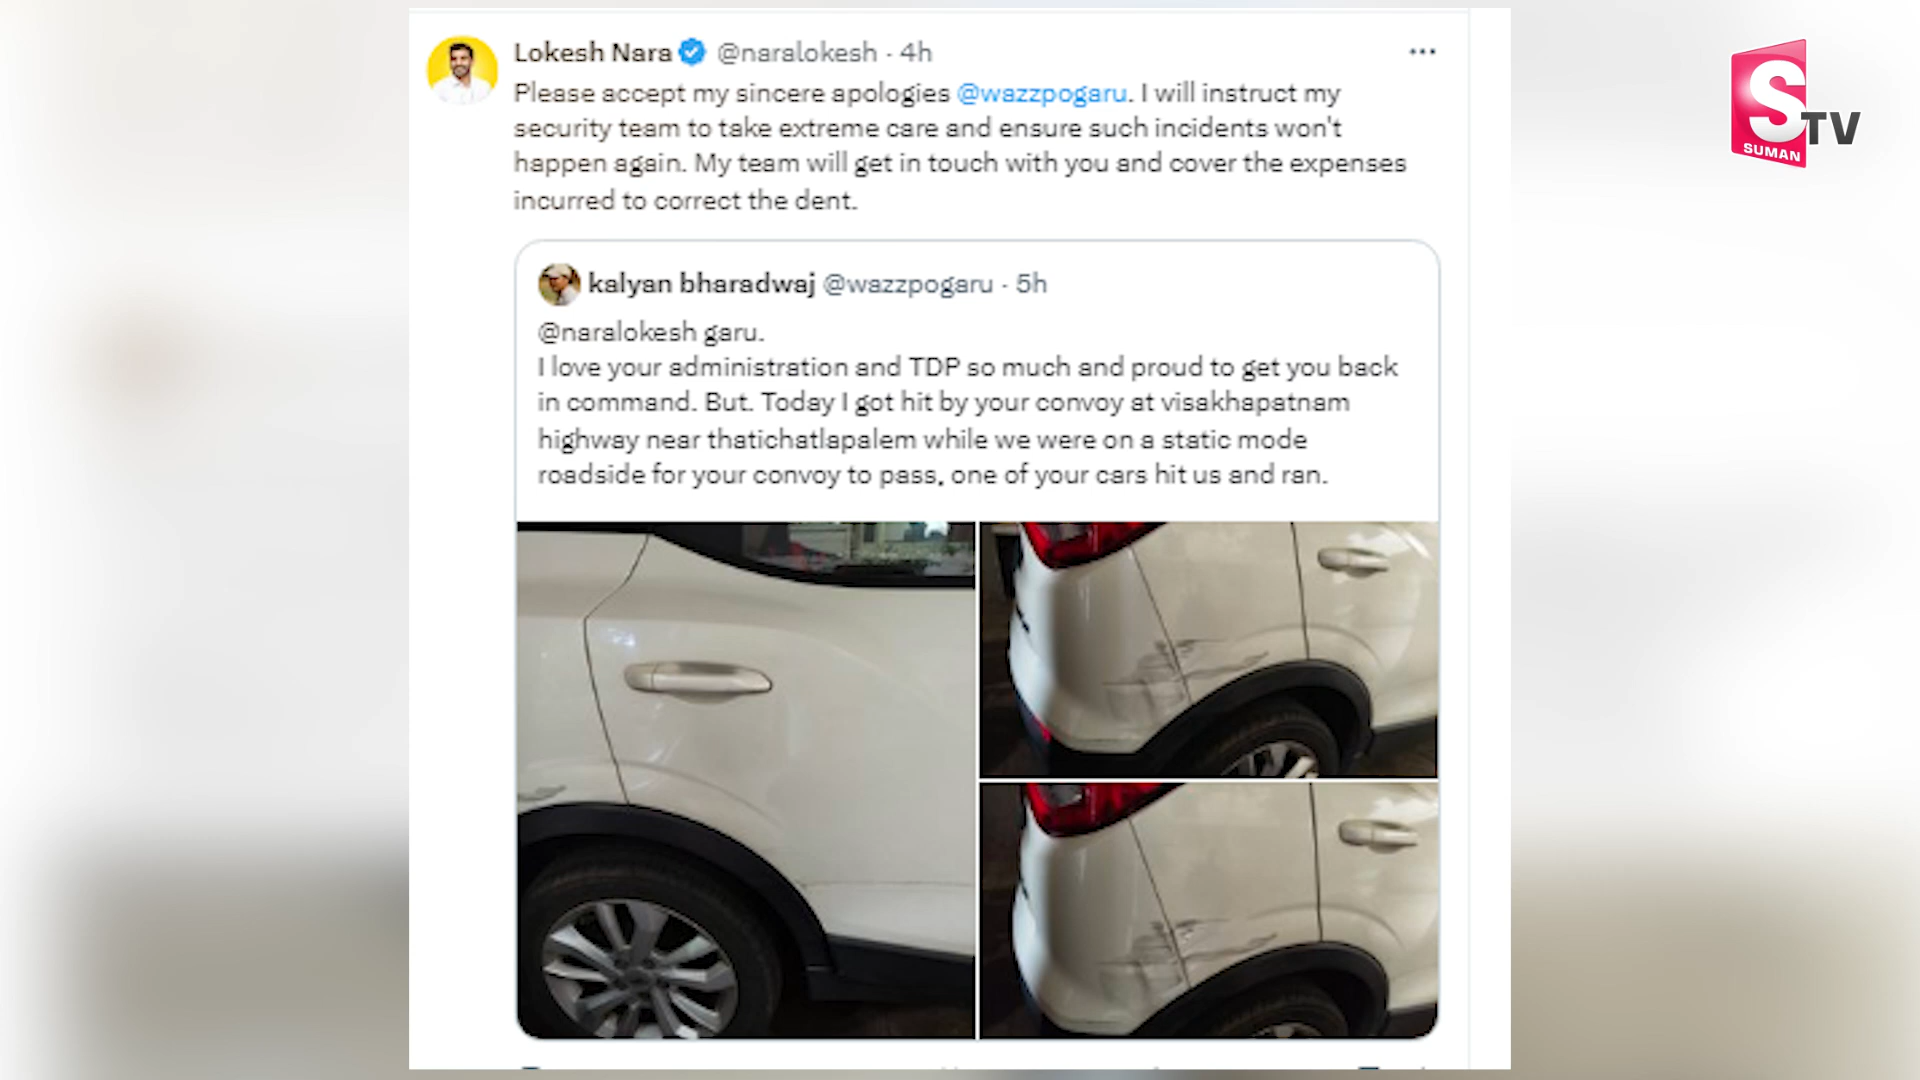 Lokesh Nara @naralokesh · 4h
Please accept my sincere apologies @wazzpogaru. I will instruct my
security team to take extreme care and ensure such incidents won't
happen again. My team will get in touch with you and cover the expenses
incurred to correct the dent.
kalyan bharadwaj @wazzpogaru · 5h
@naralokesh garu.
I love your administration and TDP so much and proud to get you back
in command. But. Today I got hit by your convoy at visakhapatnam
highway near thatichatlapalem while we were on a static mode
roadside for your convoy to pass, one of your cars hit us and ran.
S TV
SUMAN